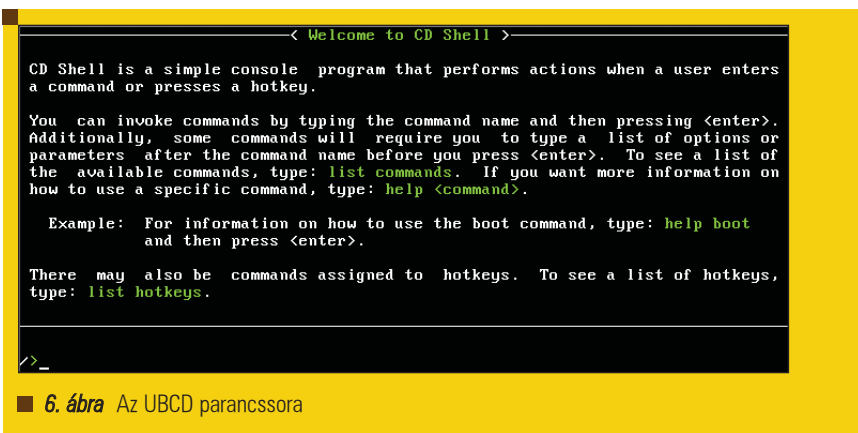 < Welcome to CD Shell >
CD Shell is a simple console program that performs actions when a user enters
a command or presses a hotkey.
You can invoke commands by typing the command name and then pressing <enter>.
Additionally, some commands will require you to type a list of options or
parameters after the command name before you press <enter>. To see a list of
the available commands, type: list commands. If you want more information on
how to use a specific command, type: help <command>.
Example: For information on how to use the boot command, type: help boot
and then press <enter>.
There may also be commands assigned to hotkeys. To see a list of hotkeys,
type: list hotkeys.
/>_
6. ábra Az UBCD parancssora